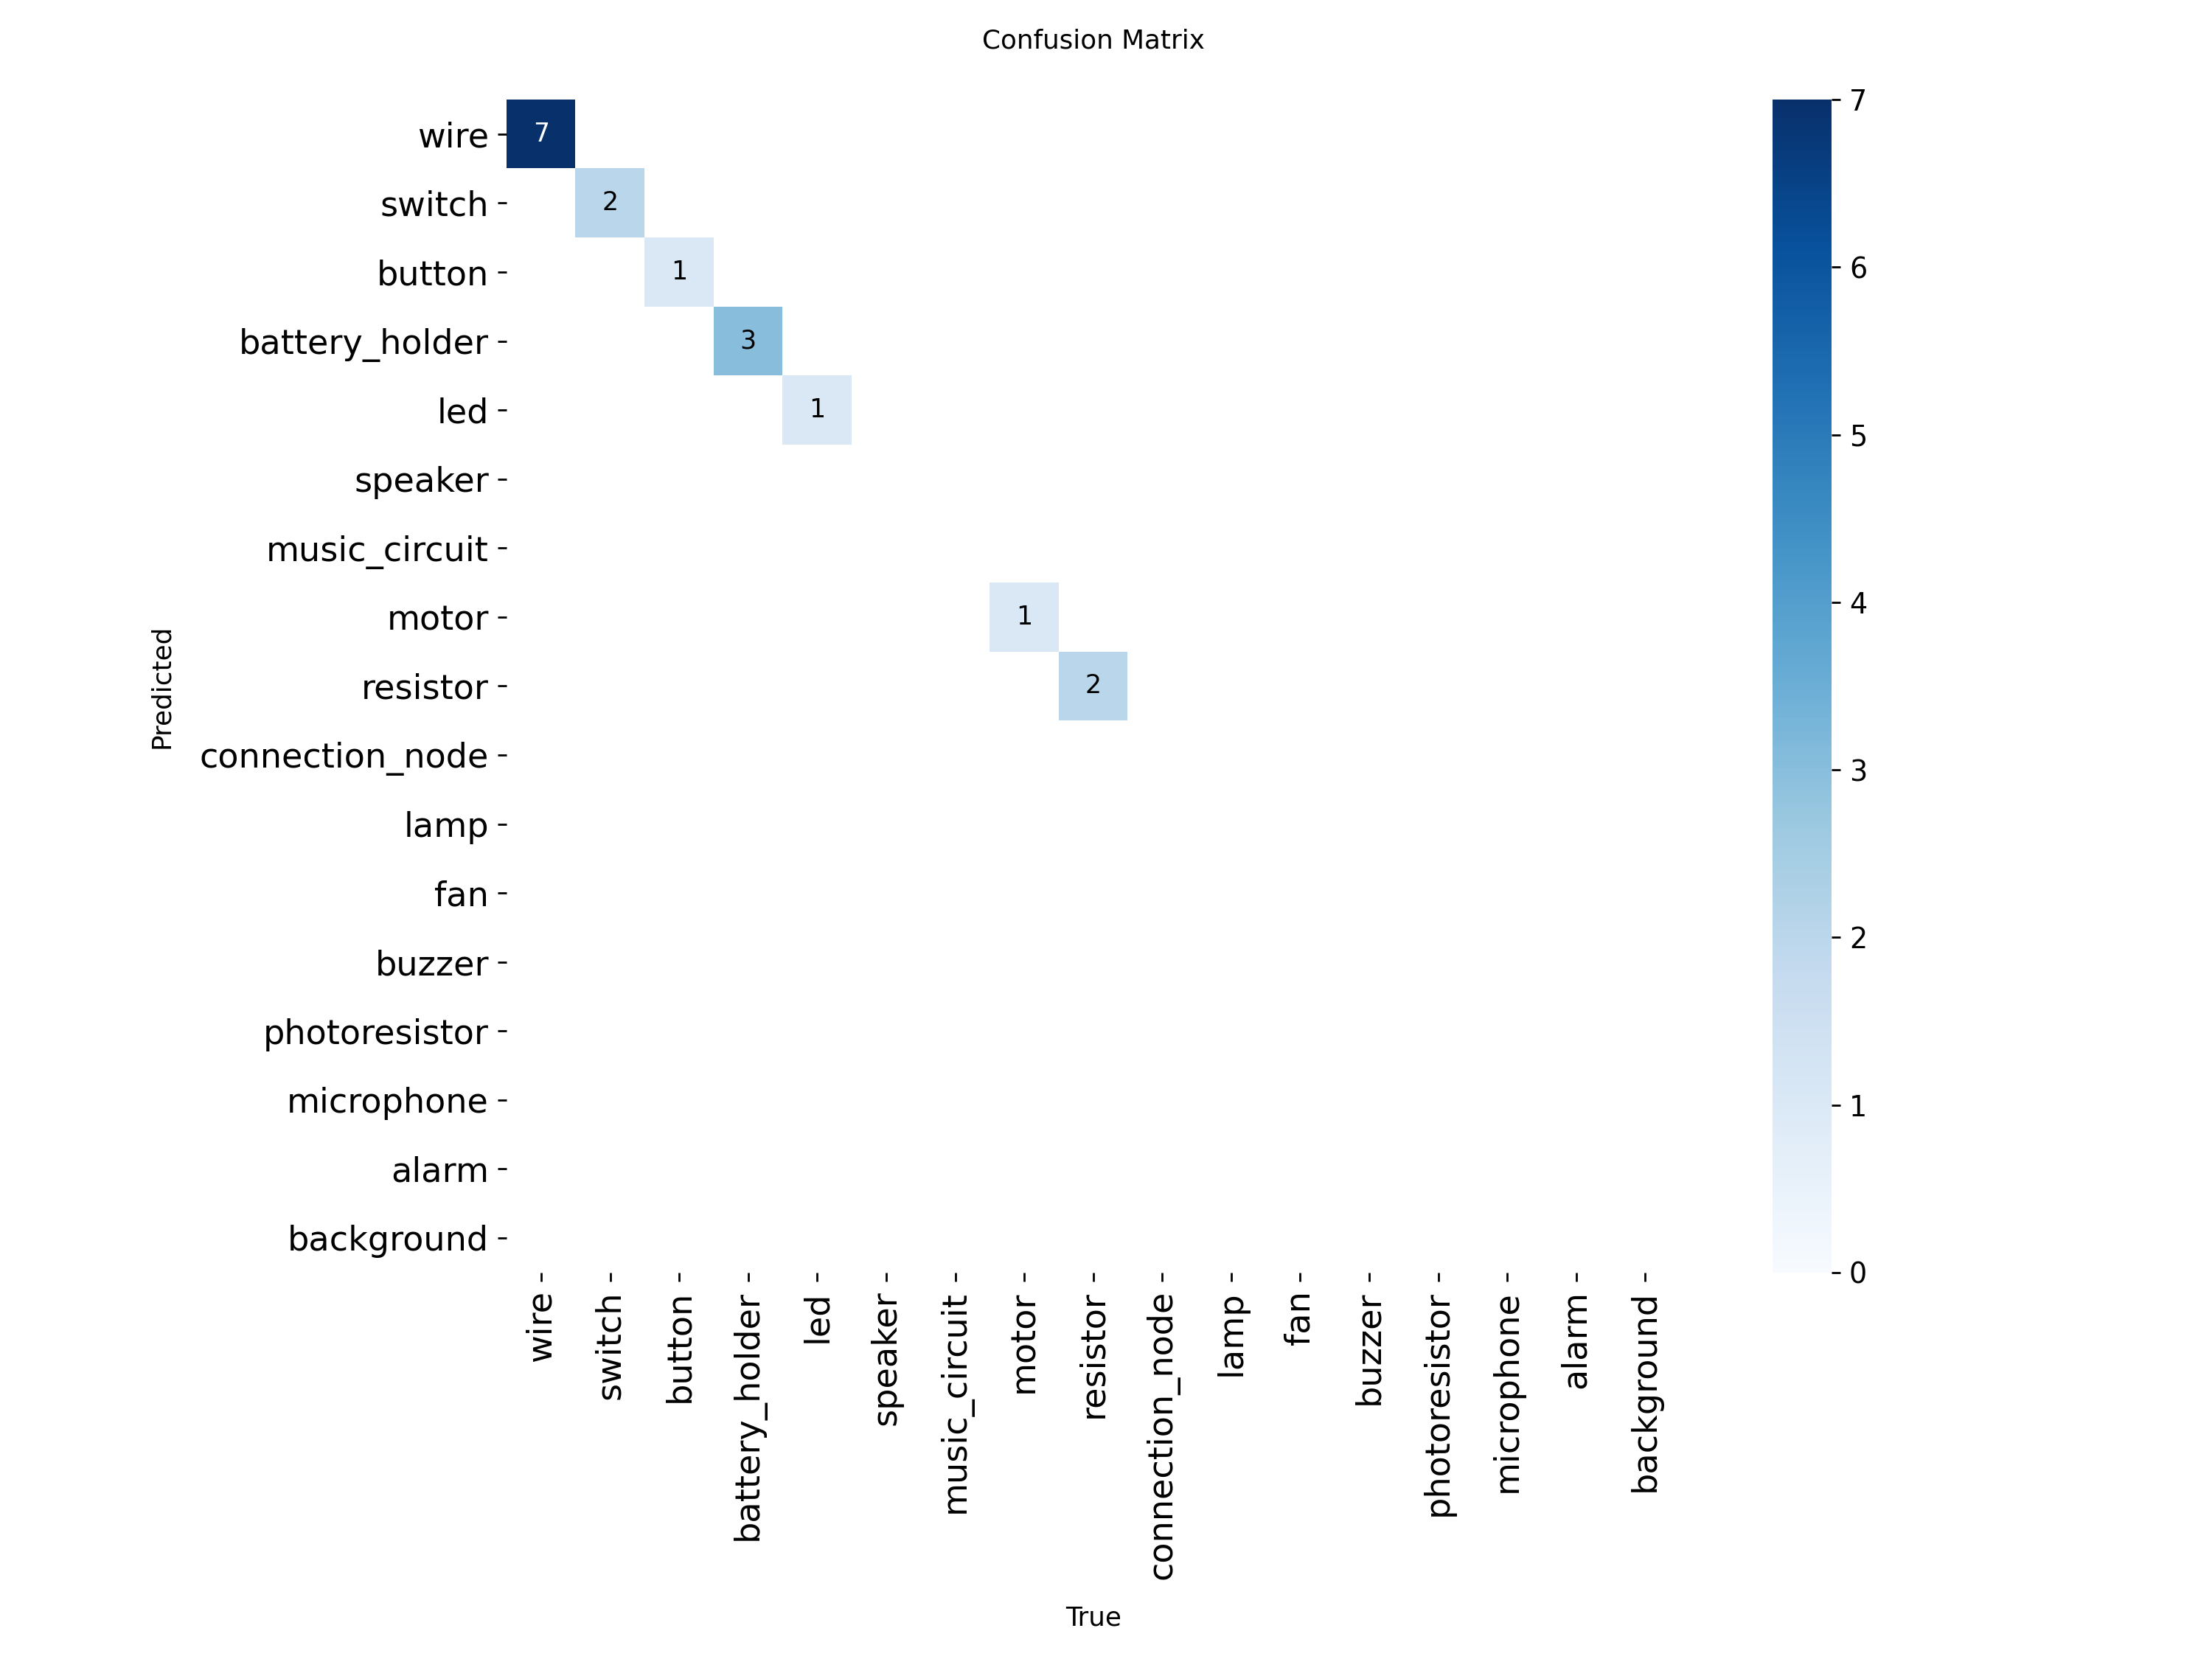 Confusion Matrix
wire
switch
button
battery_holder
led
speaker
music_circuit
motor
resistor
connection_node
lamp
fan
buzzer
photoresistor
microphone
alarm
background
Predicted
7
2
1
3
1
1
2
wire
switch
button
battery_holder
led
speaker
music_circuit
motor
resistor
connection_node
lamp
fan
buzzer
photoresistor
microphone
alarm
background
True
7
6
5
4
3
2
1
0